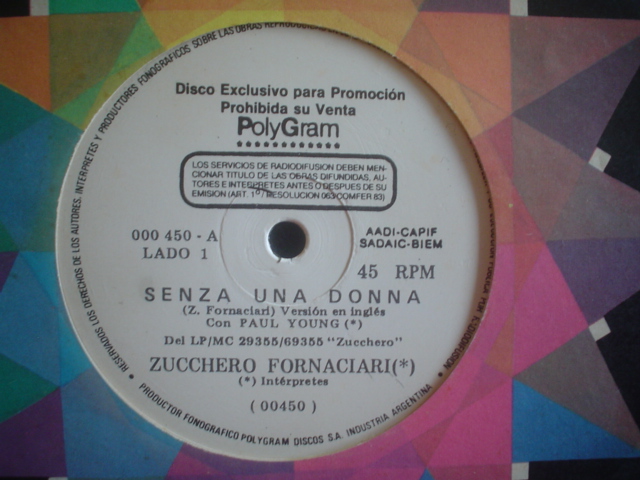 Disco Exclusivo para Promoción
Prohibida su Venta
PolyGram
LOS SERVICIOS DE RADIODIFUSION DEBEN MEN-
CIONAR TITULO DE LAS OBRAS DIFUNDIDAS, AU-
TORES E INTERPRETES ANTES O DESPUES DE SU
EMISION (ART. 1º RESOLUCION 063 COMFER 83)
000 450 - A
LADO 1
AADI-CAPIF
SADAIC-BIEM
45 RPM
SENZA UNA DONNA
(Z. Fornaciari) Versión en inglés
Con PAUL YOUNG (*)
Del LP/MC 29355/69355 "Zucchero"
ZUCCHERO FORNACIARI(*)
(*) Intérpretes
( 00450 )
RESERVADOS LOS DERECHOS DE LOS AUTORES, INTERPRETES Y PRODUCTORES FONOGRAFICOS SOBRE LAS OBRAS
PRODUCTOR FONOGRAFICO POLYGRAM DISCOS S.A. INDUSTRIA ARGENTINA